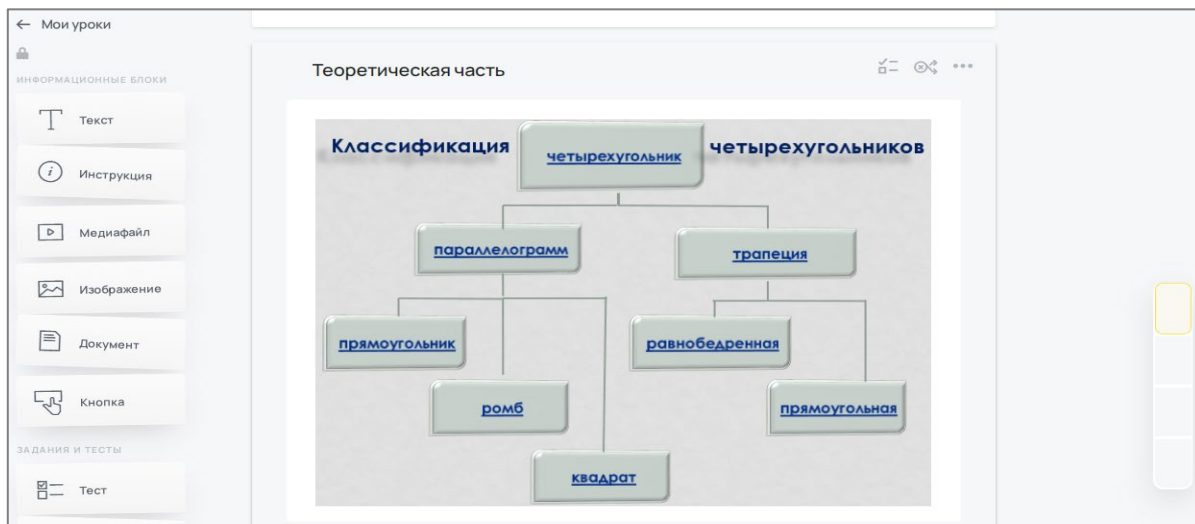 ← Мои уроки
ИНФОРМАЦИОННЫЕ БЛОКИ
Текст
Инструкция
Медиафайл
Изображение
Документ
Кнопка
ЗАДАНИЯ И ТЕСТЫ
Тест
Теоретическая часть
Классификация четырехугольников
четырехугольник
параллелограмм
трапеция
прямоугольник
равнобедренная
ромб
прямоугольная
квадрат